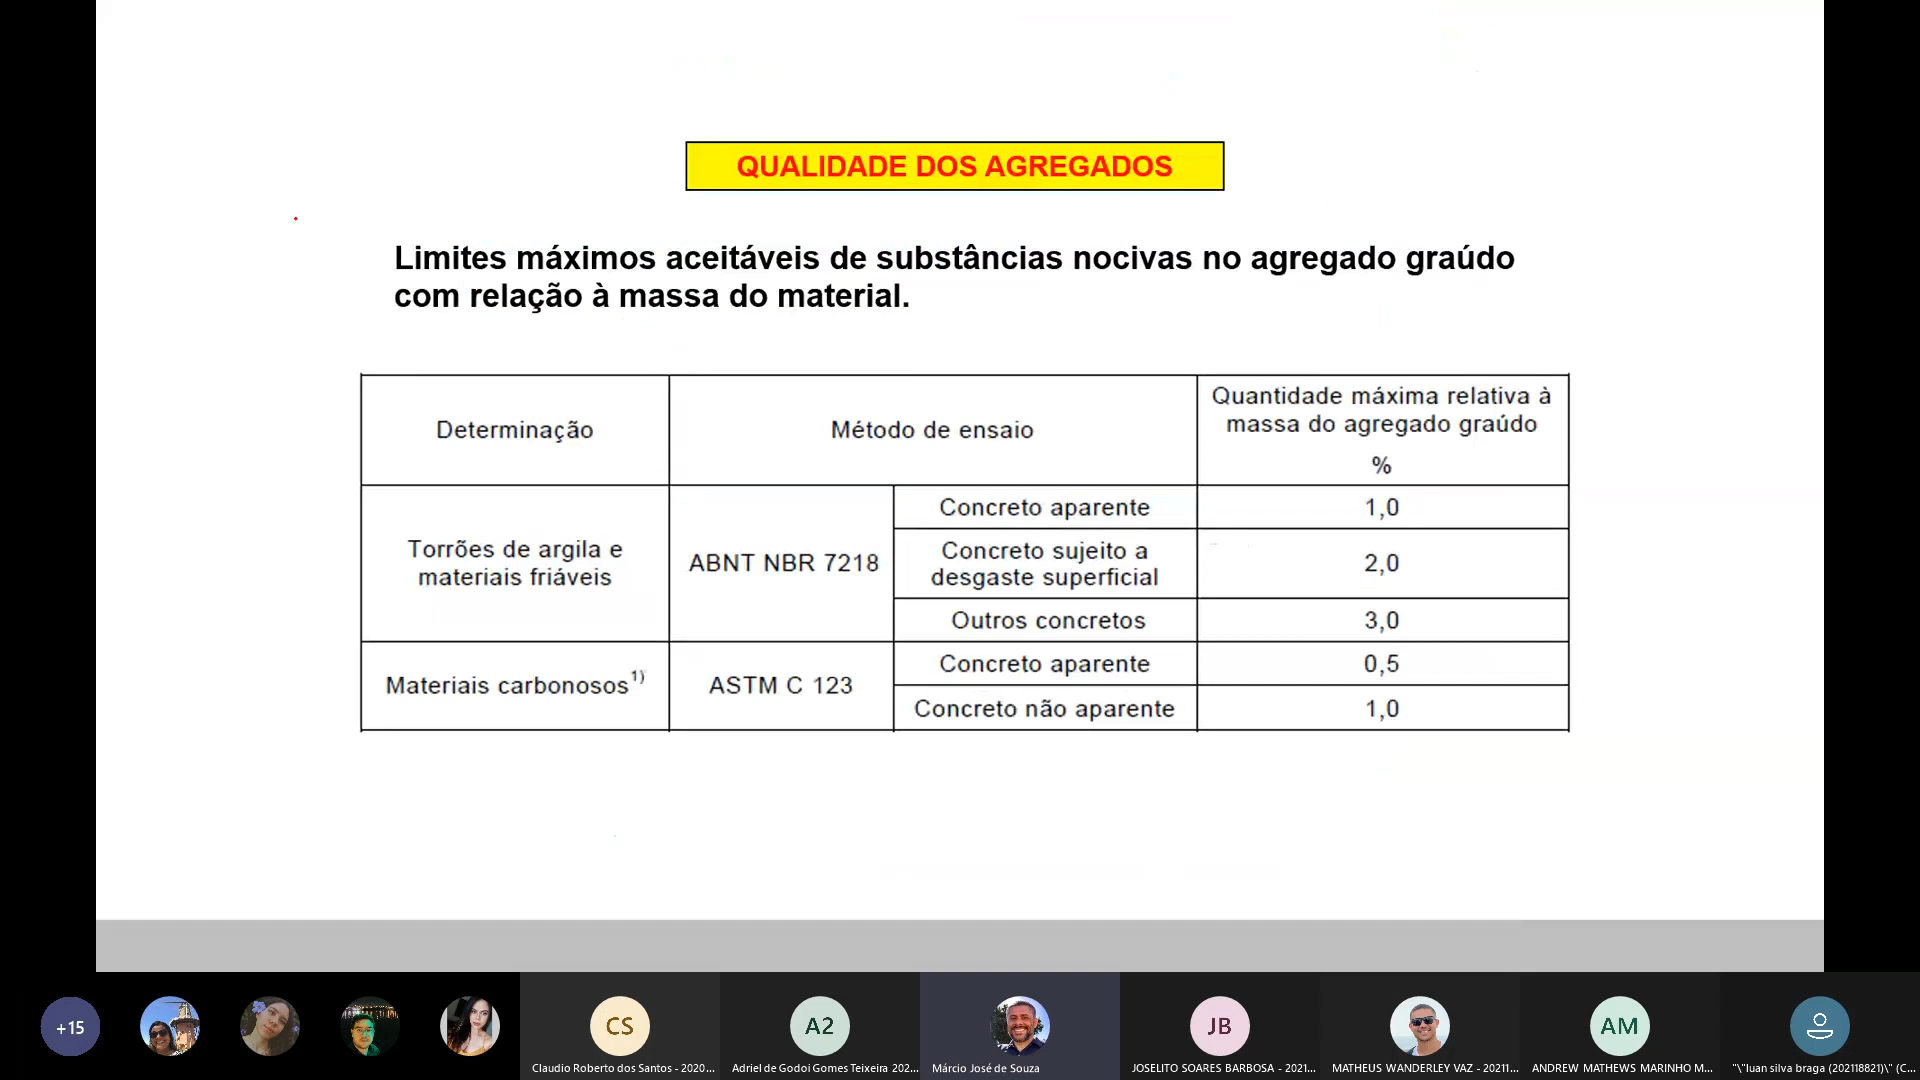 QUALIDADE DOS AGREGADOS
Limites máximos aceitáveis de substâncias nocivas no agregado graúdo
com relação à massa do material.
Determinação
Método de ensaio
Quantidade máxima relativa à
massa do agregado graúdo
%
Torrões de argila e
materiais friáveis
ABNT NBR 7218
Concreto aparente
1,0
Concreto sujeito a
desgaste superficial
2,0
Outros concretos
3,0
Materiais carbonosos¹⁾
ASTM C 123
Concreto aparente
0,5
Concreto não aparente
1,0
+15
CS
A2
JB
AM
Claudio Roberto dos Santos - 2020...
Adriel de Godoi Gomes Teixeira 202...
Márcio José de Souza
JOSELITO SOARES BARBOSA - 2021...
MATHEUS WANDERLEY VAZ - 20211...
ANDREW MATHEWS MARINHO M...
"\"luan silva braga (202118821)\" (C...